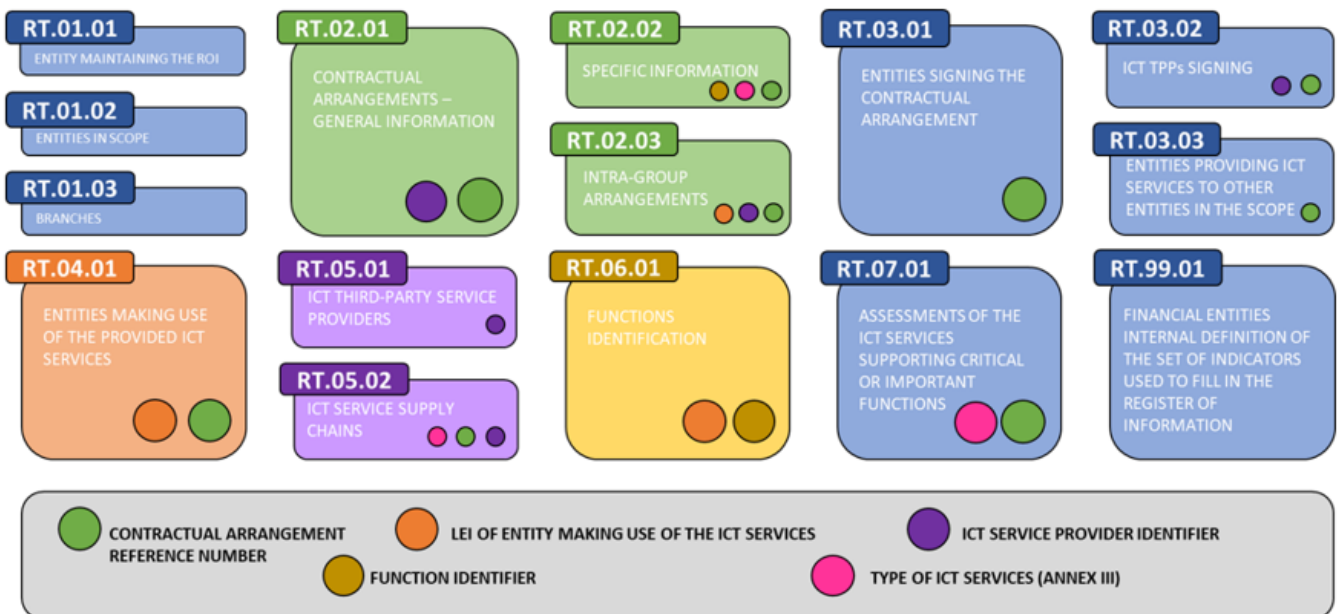 RT.01.01
ENTITY MAINTAINING THE ROI
RT.01.02
ENTITIES IN SCOPE
RT.01.03
BRANCHES
RT.02.01
CONTRACTUAL
ARRANGEMENTS –
GENERAL INFORMATION
RT.02.02
SPECIFIC INFORMATION
RT.02.03
INTRA-GROUP
ARRANGEMENTS
RT.03.01
ENTITIES SIGNING THE
CONTRACTUAL
ARRANGEMENT
RT.03.02
ICT TPPs SIGNING
RT.03.03
ENTITIES PROVIDING ICT
SERVICES TO OTHER
ENTITIES IN THE SCOPE
RT.04.01
ENTITIES MAKING USE
OF THE PROVIDED ICT
SERVICES
RT.05.01
ICT THIRD-PARTY SERVICE
PROVIDERS
RT.05.02
ICT SERVICE SUPPLY
CHAINS
RT.06.01
FUNCTIONS
IDENTIFICATION
RT.07.01
ASSESSMENTS OF THE
ICT SERVICES
SUPPORTING CRITICAL
OR IMPORTANT
FUNCTIONS
RT.99.01
FINANCIAL ENTITIES
INTERNAL DEFINITION OF
THE SET OF INDICATORS
USED TO FILL IN THE
REGISTER OF
INFORMATION
CONTRACTUAL ARRANGEMENT
REFERENCE NUMBER
LEI OF ENTITY MAKING USE OF THE ICT SERVICES
ICT SERVICE PROVIDER IDENTIFIER
FUNCTION IDENTIFIER
TYPE OF ICT SERVICES (ANNEX III)